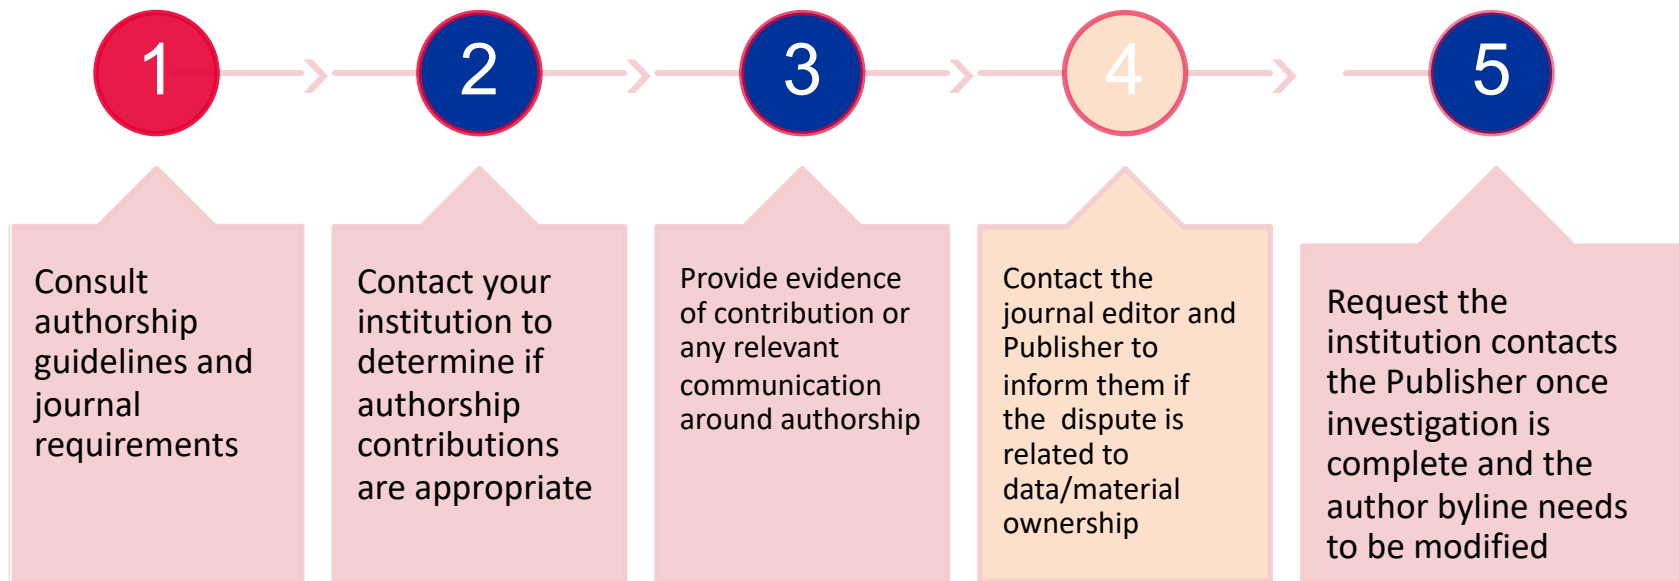 1
2
3
4
5
Consult
authorship
guidelines and
journal
requirements
Contact your
institution to
determine if
authorship
contributions
are appropriate
Provide evidence
of contribution or
any relevant
communication
around authorship
Contact the
journal editor and
Publisher to
inform them if
the dispute is
related to
data/material
ownership
Request the
institution contacts
the Publisher once
investigation is
complete and the
author byline needs
to be modified